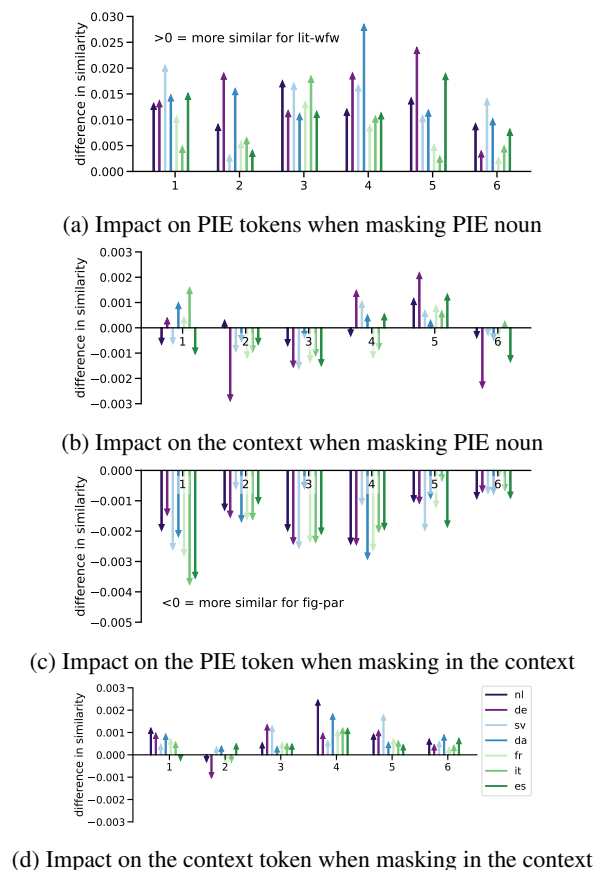 difference in similarity
0.030
0.025
0.020
0.015
0.010
0.005
0.000
>0 = more similar for lit-wfw
1 2 3 4 5 6
(a) Impact on PIE tokens when masking PIE noun
difference in similarity
0.003
0.002
0.001
0.000
−0.001
−0.002
−0.003
1 2 3 4 5 6
(b) Impact on the context when masking PIE noun
difference in similarity
0.000
−0.001
−0.002
−0.003
−0.004
−0.005
1 2 3 4 5 6
<0 = more similar for fig-par
(c) Impact on the PIE token when masking in the context
difference in similarity
0.003
0.002
0.001
0.000
−0.001
−0.002
−0.003
1 2 3 4 5 6
nl
de
sv
da
fr
it
es
(d) Impact on the context token when masking in the context